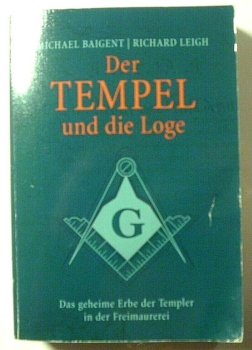 MICHAEL BAIGENT | RICHARD LEIGH
Der
TEMPEL
und die Loge
G
Das geheime Erbe der Templer
in der Freimaurerei